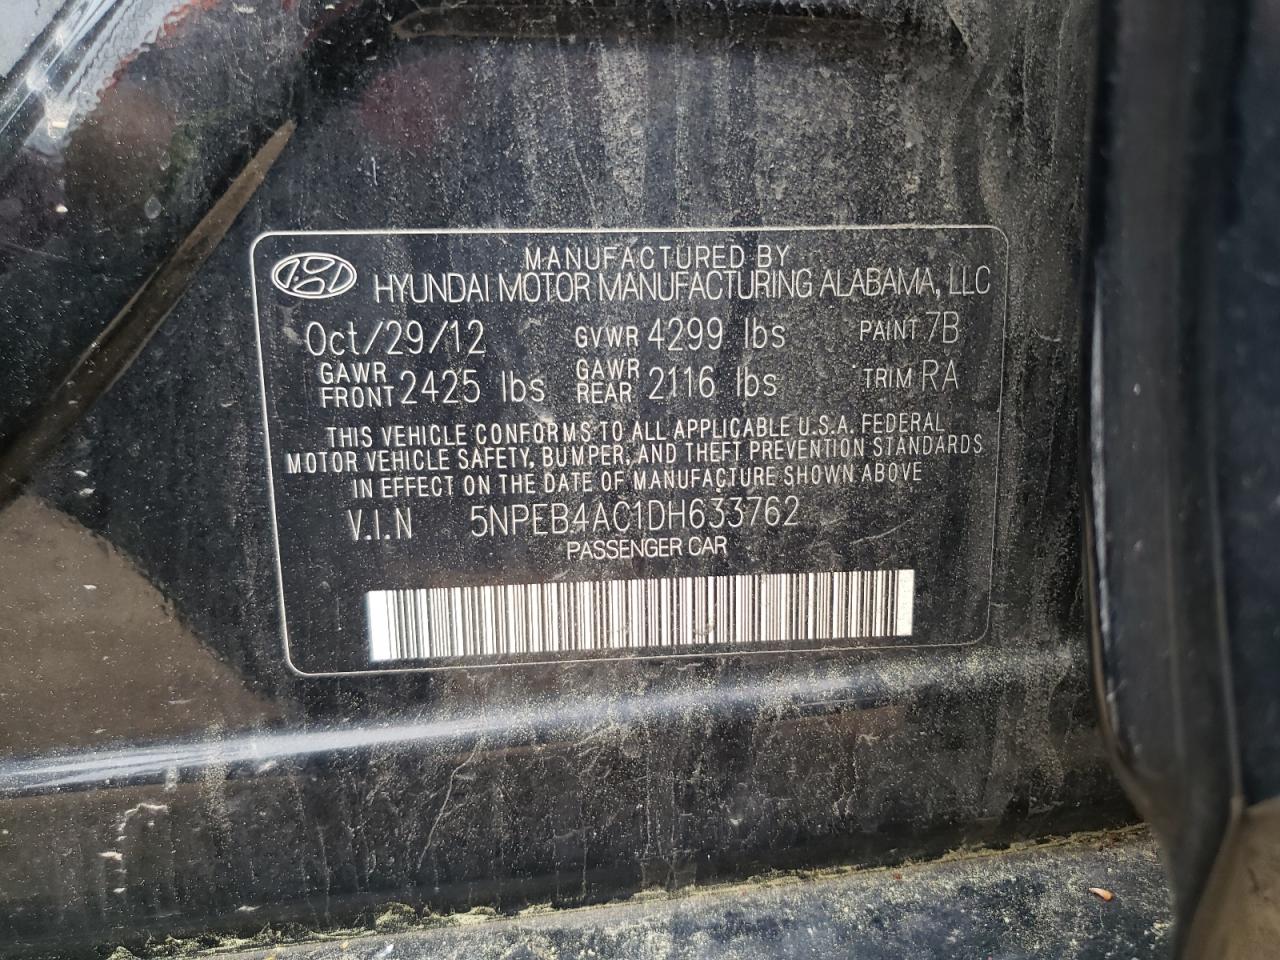 MANUFACTURED BY
HYUNDAI MOTOR MANUFACTURING ALABAMA, LLC
Oct/29/12 GVWR 4299 lbs PAINT 7B
GAWR FRONT 2425 lbs GAWR REAR 2116 lbs TRIM RA
THIS VEHICLE CONFORMS TO ALL APPLICABLE U.S.A. FEDERAL
MOTOR VEHICLE SAFETY, BUMPER, AND THEFT PREVENTION STANDARDS
IN EFFECT ON THE DATE OF MANUFACTURE SHOWN ABOVE
V.I.N 5NPEB4AC1DH633762
PASSENGER CAR